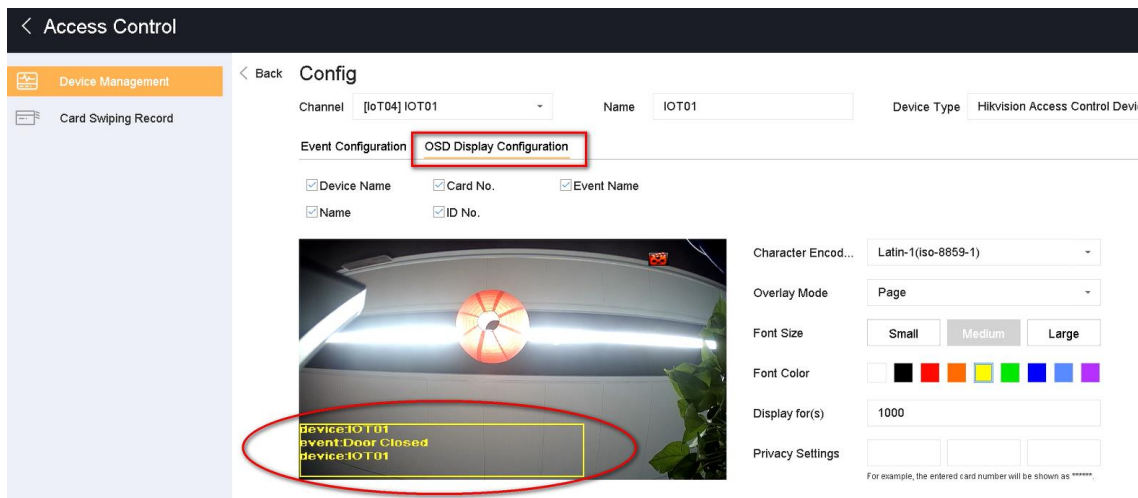 Access Control
Device Management
Card Swiping Record
Back Config
Channel [IoT04] IOT01 Name IOT01 Device Type Hikvision Access Control Devi
Event Configuration OSD Display Configuration
Device Name Card No. Event Name
Name ID No.
Character Encod... Latin-1(iso-8859-1)
Overlay Mode Page
Font Size Small Medium Large
Font Color
Display for(s) 1000
Privacy Settings
For example, the entered card number will be shown as ******.
device:IOT01
event:Door Closed
device:IOT01